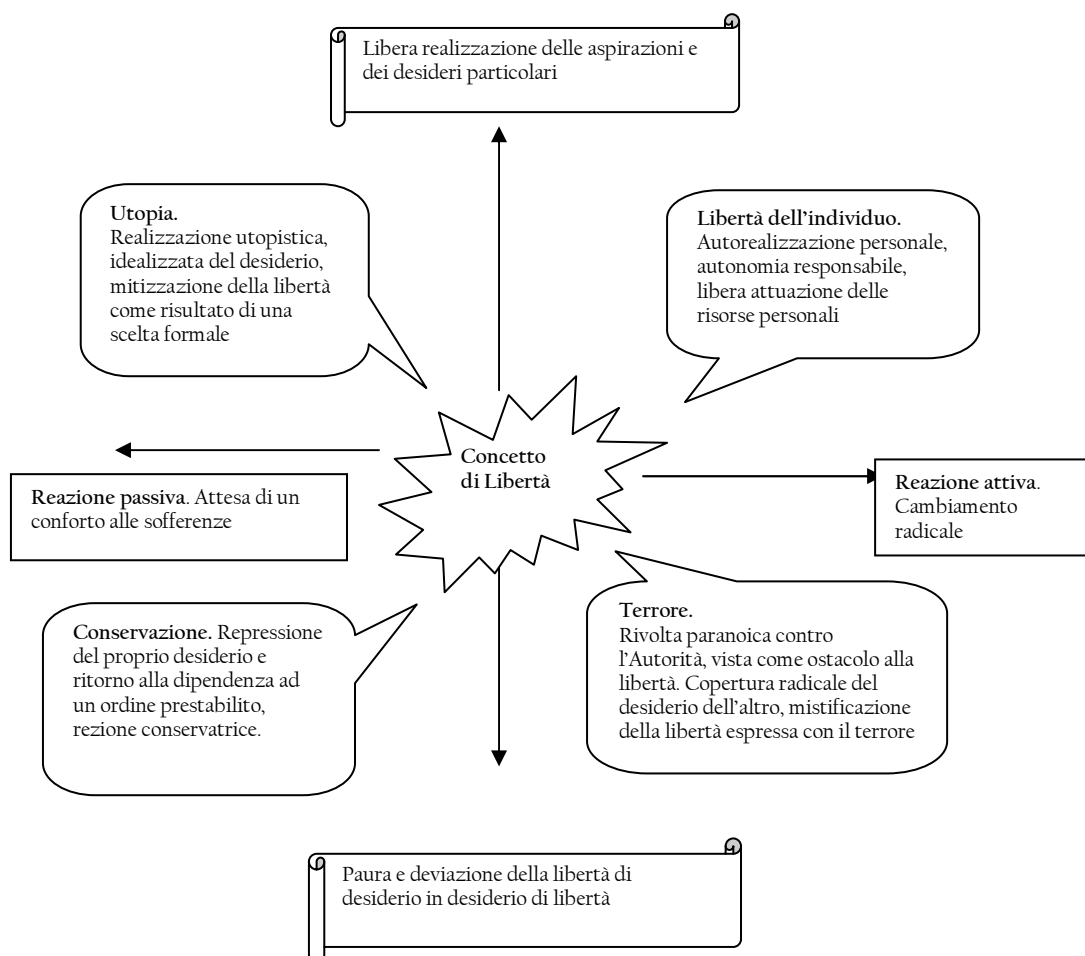 Libera realizzazione delle aspirazioni e
dei desideri particolari
Utopia.
Realizzazione utopistica,
idealizzata del desiderio,
mitizzazione della libertà
come risultato di una
scelta formale
Libertà dell'individuo.
Autorealizzazione personale,
autonomia responsabile,
libera attuazione delle
risorse personali
Concetto
di Libertà
Reazione passiva. Attesa di un
conforto alle sofferenze
Reazione attiva.
Cambiamento
radicale
Conservazione. Repressione
del proprio desiderio e
ritorno alla dipendenza ad
un ordine prestabilito,
rezione conservatrice.
Terrore.
Rivolta paranoica contro
l'Autorità, vista come ostacolo alla
libertà. Copertura radicale del
desiderio dell'altro, mistificazione
della libertà espressa con il terrore
Paura e deviazione della libertà di
desiderio in desiderio di libertà